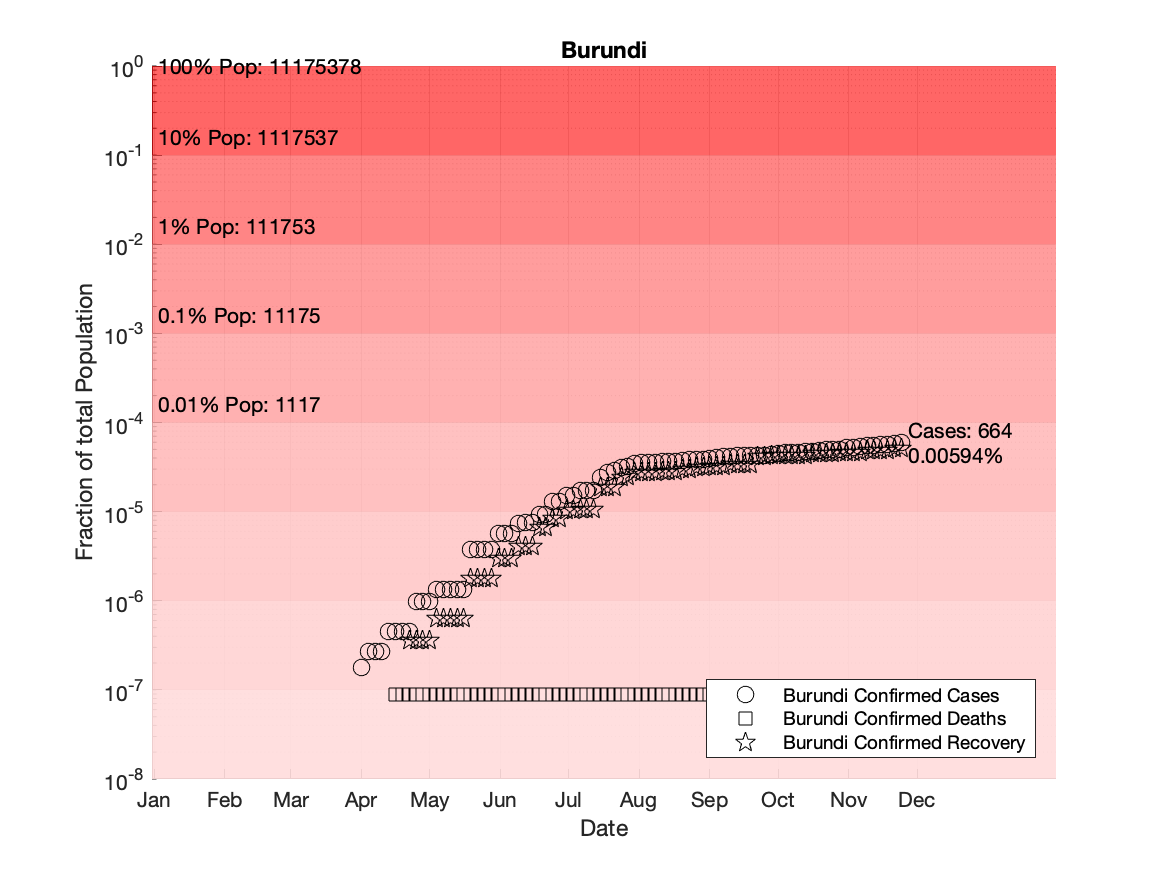 Burundi
10^0
100% Pop: 11175378
10% Pop: 1117537
10^-1
1% Pop: 111753
10^-2
0.1% Pop: 11175
10^-3
0.01% Pop: 1117
10^-4
Cases: 664
0.00594%
10^-5
10^-6
10^-7
10^-8
Fraction of total Population
Burundi Confirmed Cases
Burundi Confirmed Deaths
Burundi Confirmed Recovery
Jan Feb Mar Apr May Jun Jul Aug Sep Oct Nov Dec
Date